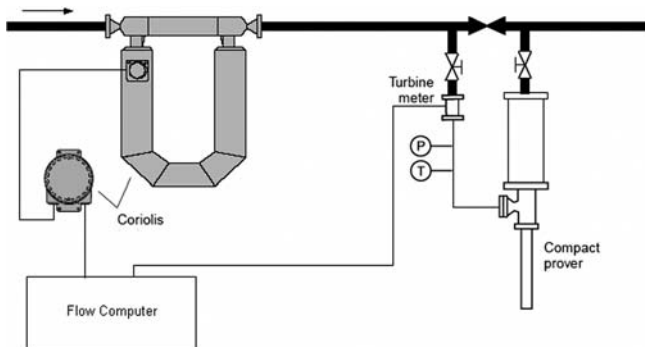 Turbine
meter
P
T
Coriolis
Compact
prover
Flow Computer